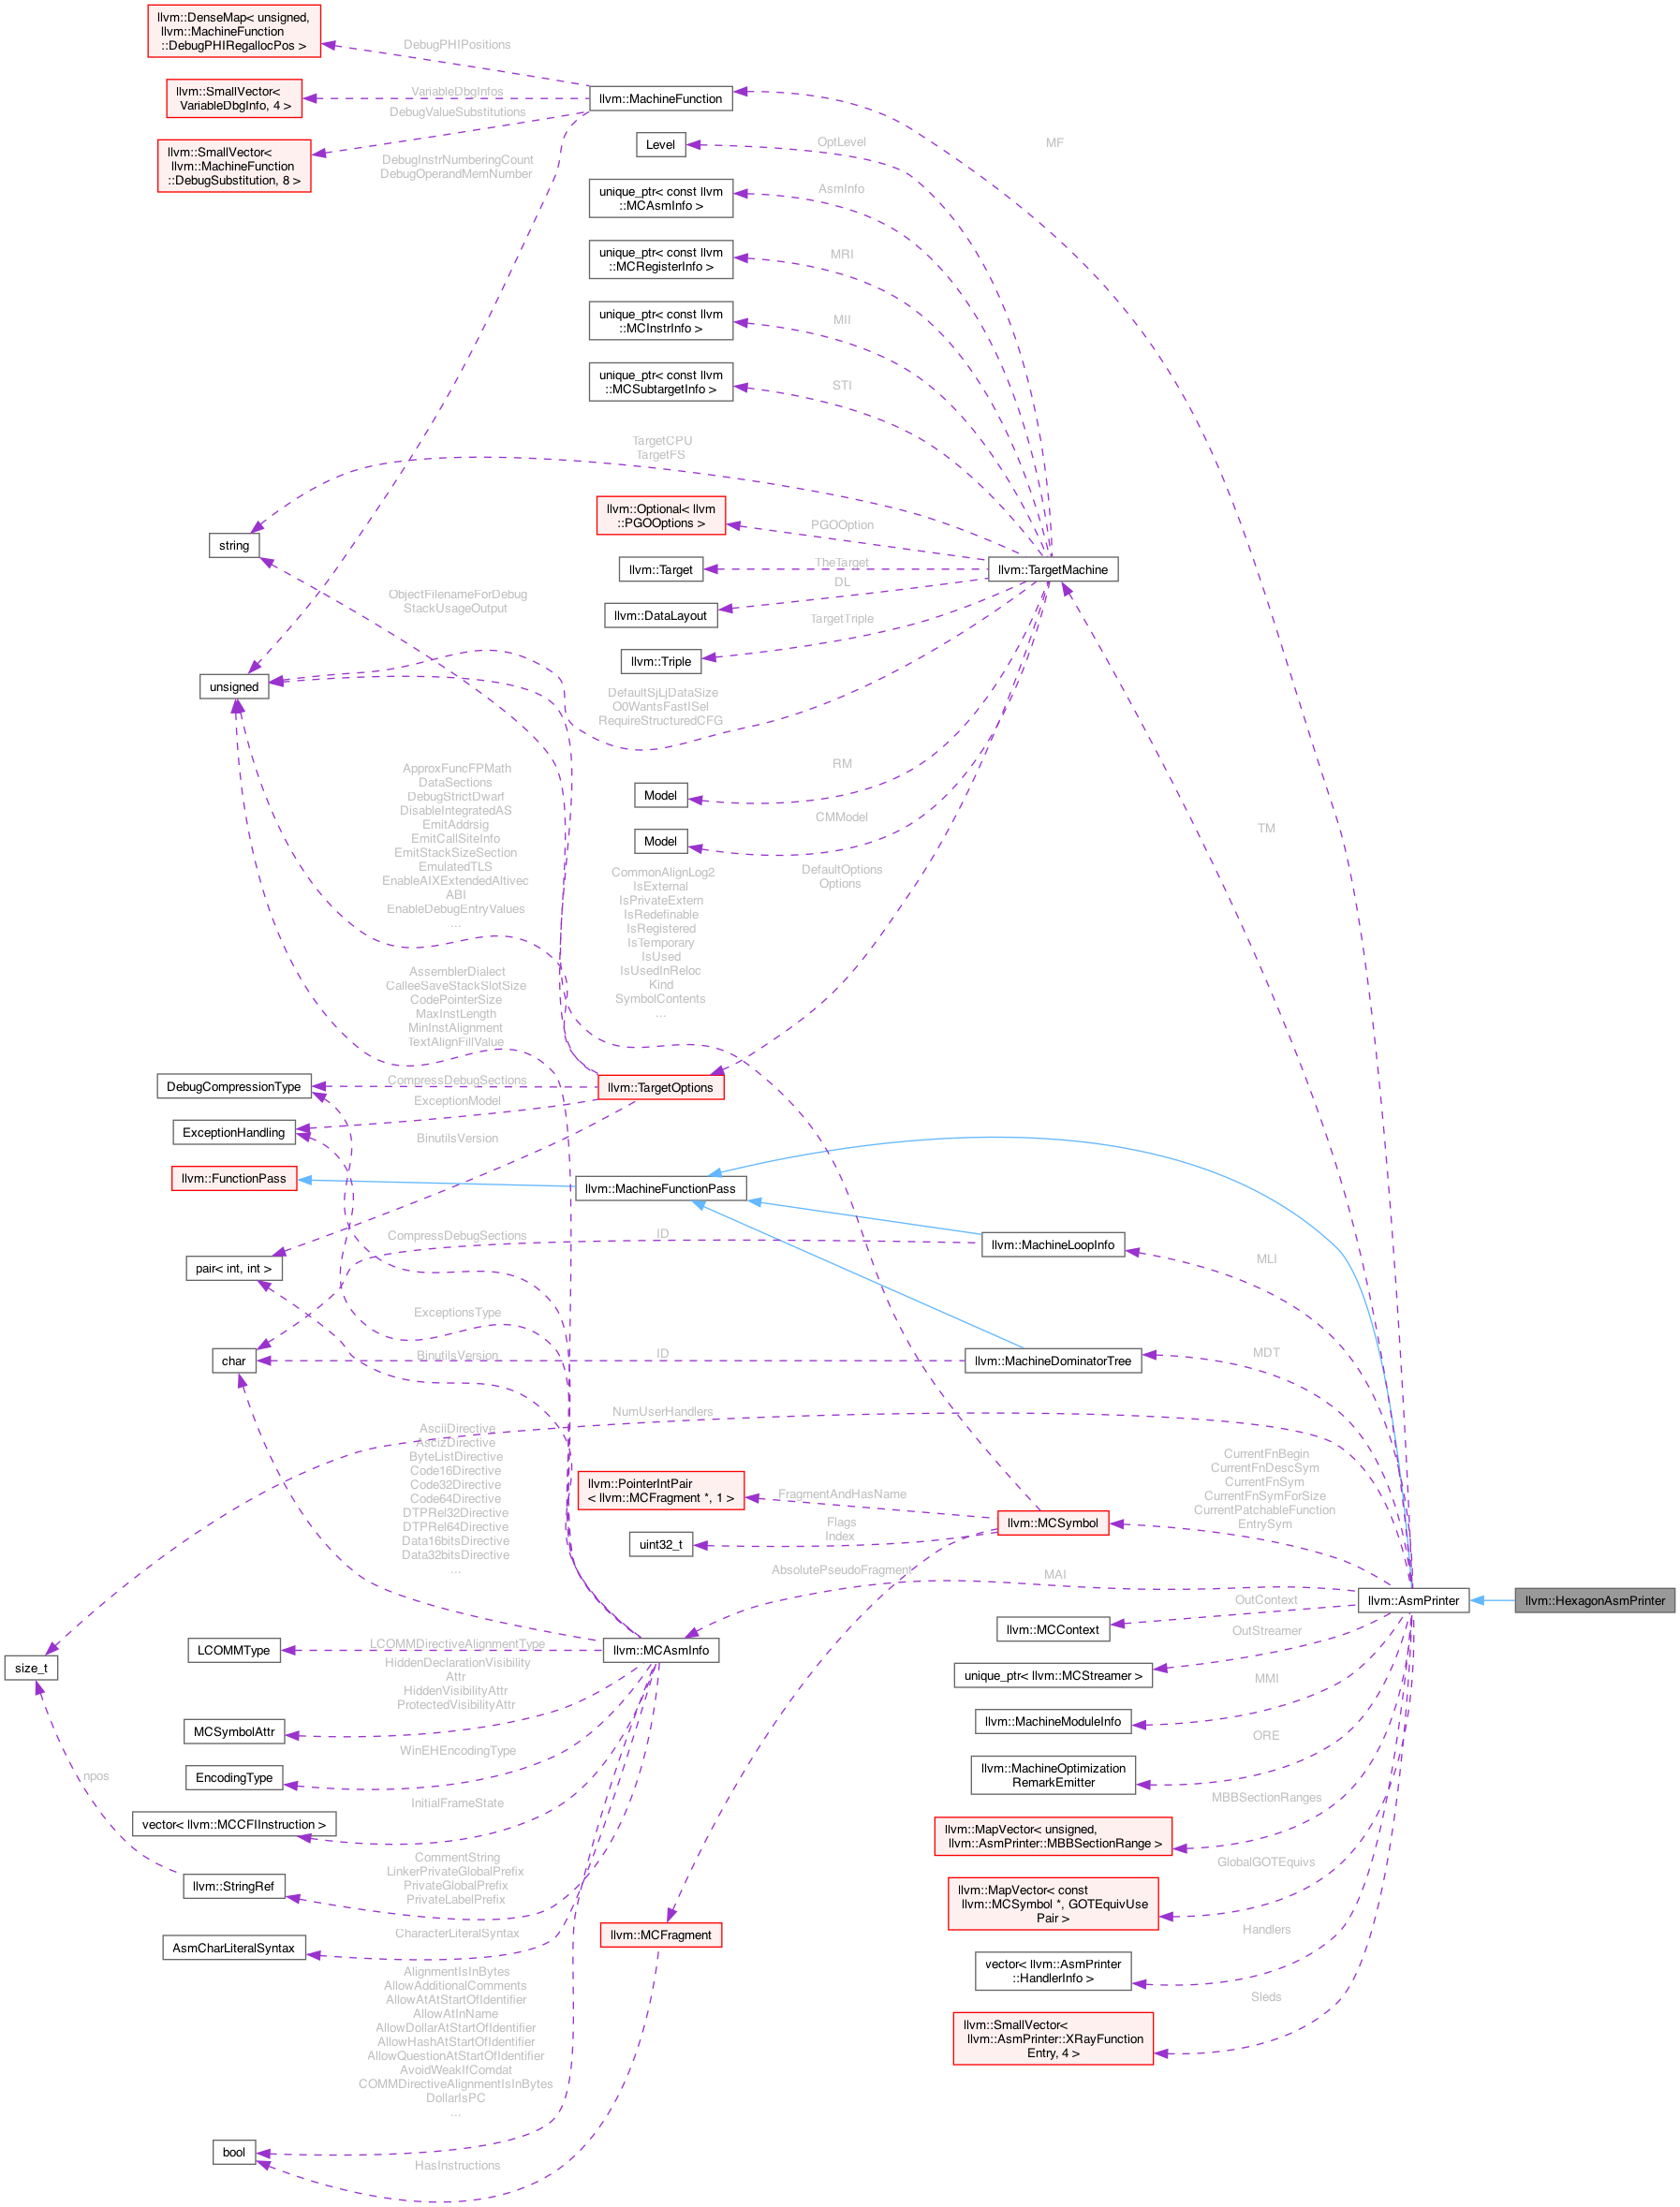 llvm::DenseMap< unsigned,
llvm::MachineFunction
::DebugPHIRegallocPos >
DebugPHIPositions
llvm::SmallVector<
VariableDbgInfo, 4 >
VariableDbgInfos
llvm::MachineFunction
DebugValueSubstitutions
llvm::SmallVector<
llvm::MachineFunction
::DebugSubstitution, 8 >
DebugInstrNumberingCount
DebugOperandMemNumber
MF
Level
OptLevel
unique_ptr< const llvm
::MCAsmInfo >
AsmInfo
unique_ptr< const llvm
::MCRegisterInfo >
MRI
unique_ptr< const llvm
::MCInstrInfo >
MII
unique_ptr< const llvm
::MCSubtargetInfo >
STI
TargetCPU
TargetFS
string
llvm::Optional< llvm
::PGOOptions >
PGOOption
llvm::Target
TheTarget
llvm::TargetMachine
DL
ObjectFilenameForDebug
StackUsageOutput
llvm::DataLayout
TargetTriple
llvm::Triple
unsigned
DefaultSjLjDataSize
O0WantsFastISel
RequireStructuredCFG
ApproxFuncFPMath
DataSections
DebugStrictDwarf
DisableIntegratedAS
EmitAddrsig
EmitCallSiteInfo
EmitStackSizeSection
EmulatedTLS
EnableAIXExtendedAltivec
ABI
EnableDebugEntryValues
...
RM
Model
CMModel
Model
TM
DefaultOptions
Options
CommonAlignLog2
IsExternal
IsPrivateExtern
IsRedefinable
IsRegistered
IsTemporary
IsUsed
IsUsedInReloc
Kind
SymbolContents
...
AssemblerDialect
CalleeSaveStackSlotSize
CodePointerSize
MaxInstLength
MinInstAlignment
TextAlignFillValue
DebugCompressionType
CompressDebugSections
llvm::TargetOptions
ExceptionModel
ExceptionHandling
BinutilsVersion
llvm::FunctionPass
llvm::MachineFunctionPass
CompressDebugSections
ID
llvm::MachineLoopInfo
MLI
pair< int, int >
ExceptionsType
BinutilsVersion
char
ID
llvm::MachineDominatorTree
MDT
NumUserHandlers
AsciiDirective
AscizDirective
ByteListDirective
Code16Directive
Code32Directive
Code64Directive
DTPRel32Directive
DTPRel64Directive
Data16bitsDirective
Data32bitsDirective
...
llvm::PointerIntPair
< llvm::MCFragment *, 1 >
FragmentAndHasName
llvm::MCSymbol
CurrentFnBegin
CurrentFnDescSym
CurrentFnSym
CurrentFnSymForSize
CurrentPatchableFunction
EntrySym
uint32_t
Flags
Index
AbsolutePseudoFragment
MAI
llvm::AsmPrinter
llvm::HexagonAsmPrinter
OutContext
llvm::MCContext
OutStreamer
LCOMMType
LCOMMDirectiveAlignmentType
llvm::MCAsmInfo
size_t
HiddenDeclarationVisibility
Attr
HiddenVisibilityAttr
ProtectedVisibilityAttr
unique_ptr< llvm::MCStreamer >
MMI
llvm::MachineModuleInfo
MCSymbolAttr
WinEHEncodingType
ORE
EncodingType
npos
llvm::MachineOptimization
RemarkEmitter
InitialFrameState
vector< llvm::MCCFIInstruction >
MBBSectionRanges
llvm::MapVector< unsigned,
llvm::AsmPrinter::MBBSectionRange >
CommentString
LinkerPrivateGlobalPrefix
PrivateGlobalPrefix
PrivateLabelPrefix
llvm::StringRef
GlobalGOTEquivs
llvm::MapVector< const
llvm::MCSymbol *, GOTEquivUse
Pair >
CharacterLiteralSyntax
AsmCharLiteralSyntax
llvm::MCFragment
Handlers
vector< llvm::AsmPrinter
::HandlerInfo >
AlignmentIsInBytes
AllowAdditionalComments
AllowAtAtStartOfIdentifier
AllowAtInName
AllowDollarAtStartOfIdentifier
AllowHashAtStartOfIdentifier
AllowQuestionAtStartOfIdentifier
AvoidWeakIfComdat
COMMDirectiveAlignmentIsInBytes
DollarIsPC
...
Sleds
llvm::SmallVector<
llvm::AsmPrinter::XRayFunction
Entry, 4 >
bool
HasInstructions